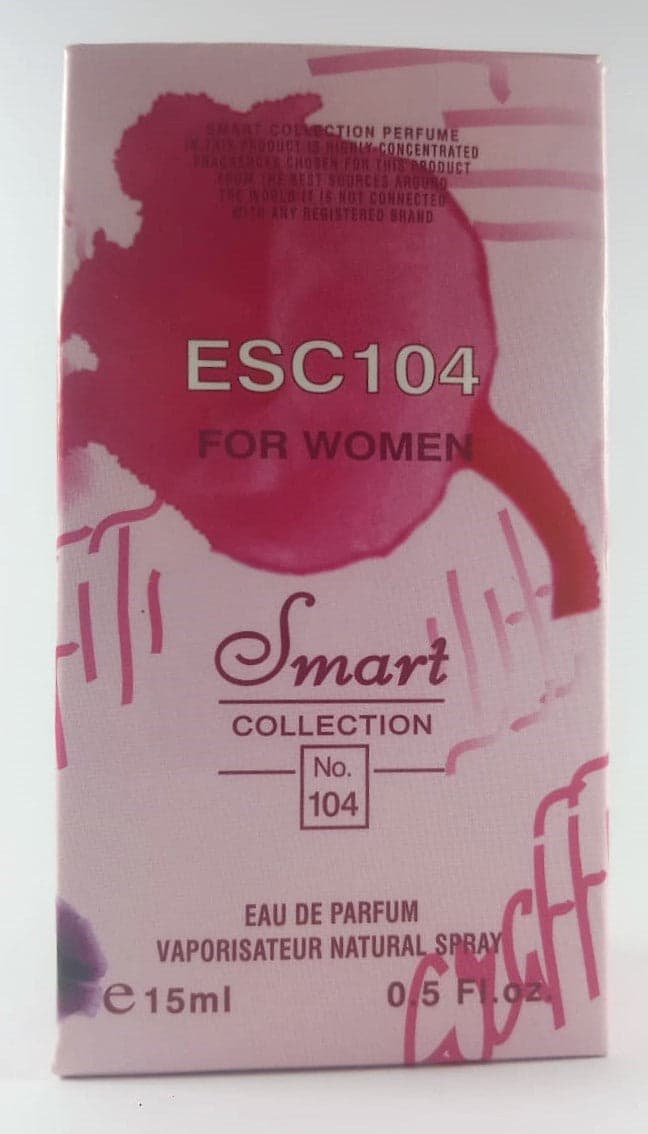 SMART COLLECTION PERFUME
IN THIS PRODUCT IS HIGHLY CONCENTRATED
FRAGRANCES CHOSEN FOR THIS PRODUCT
FROM THE BEST SOURCES AROUND
THE WORLD IT IS NOT CONNECTED
WITH ANY REGISTERED BRAND
ESC104
FOR WOMEN
Smart
COLLECTION
No.
104
EAU DE PARFUM
VAPORISATEUR NATURAL SPRAY
e 15ml 0.5 Fl.oz.